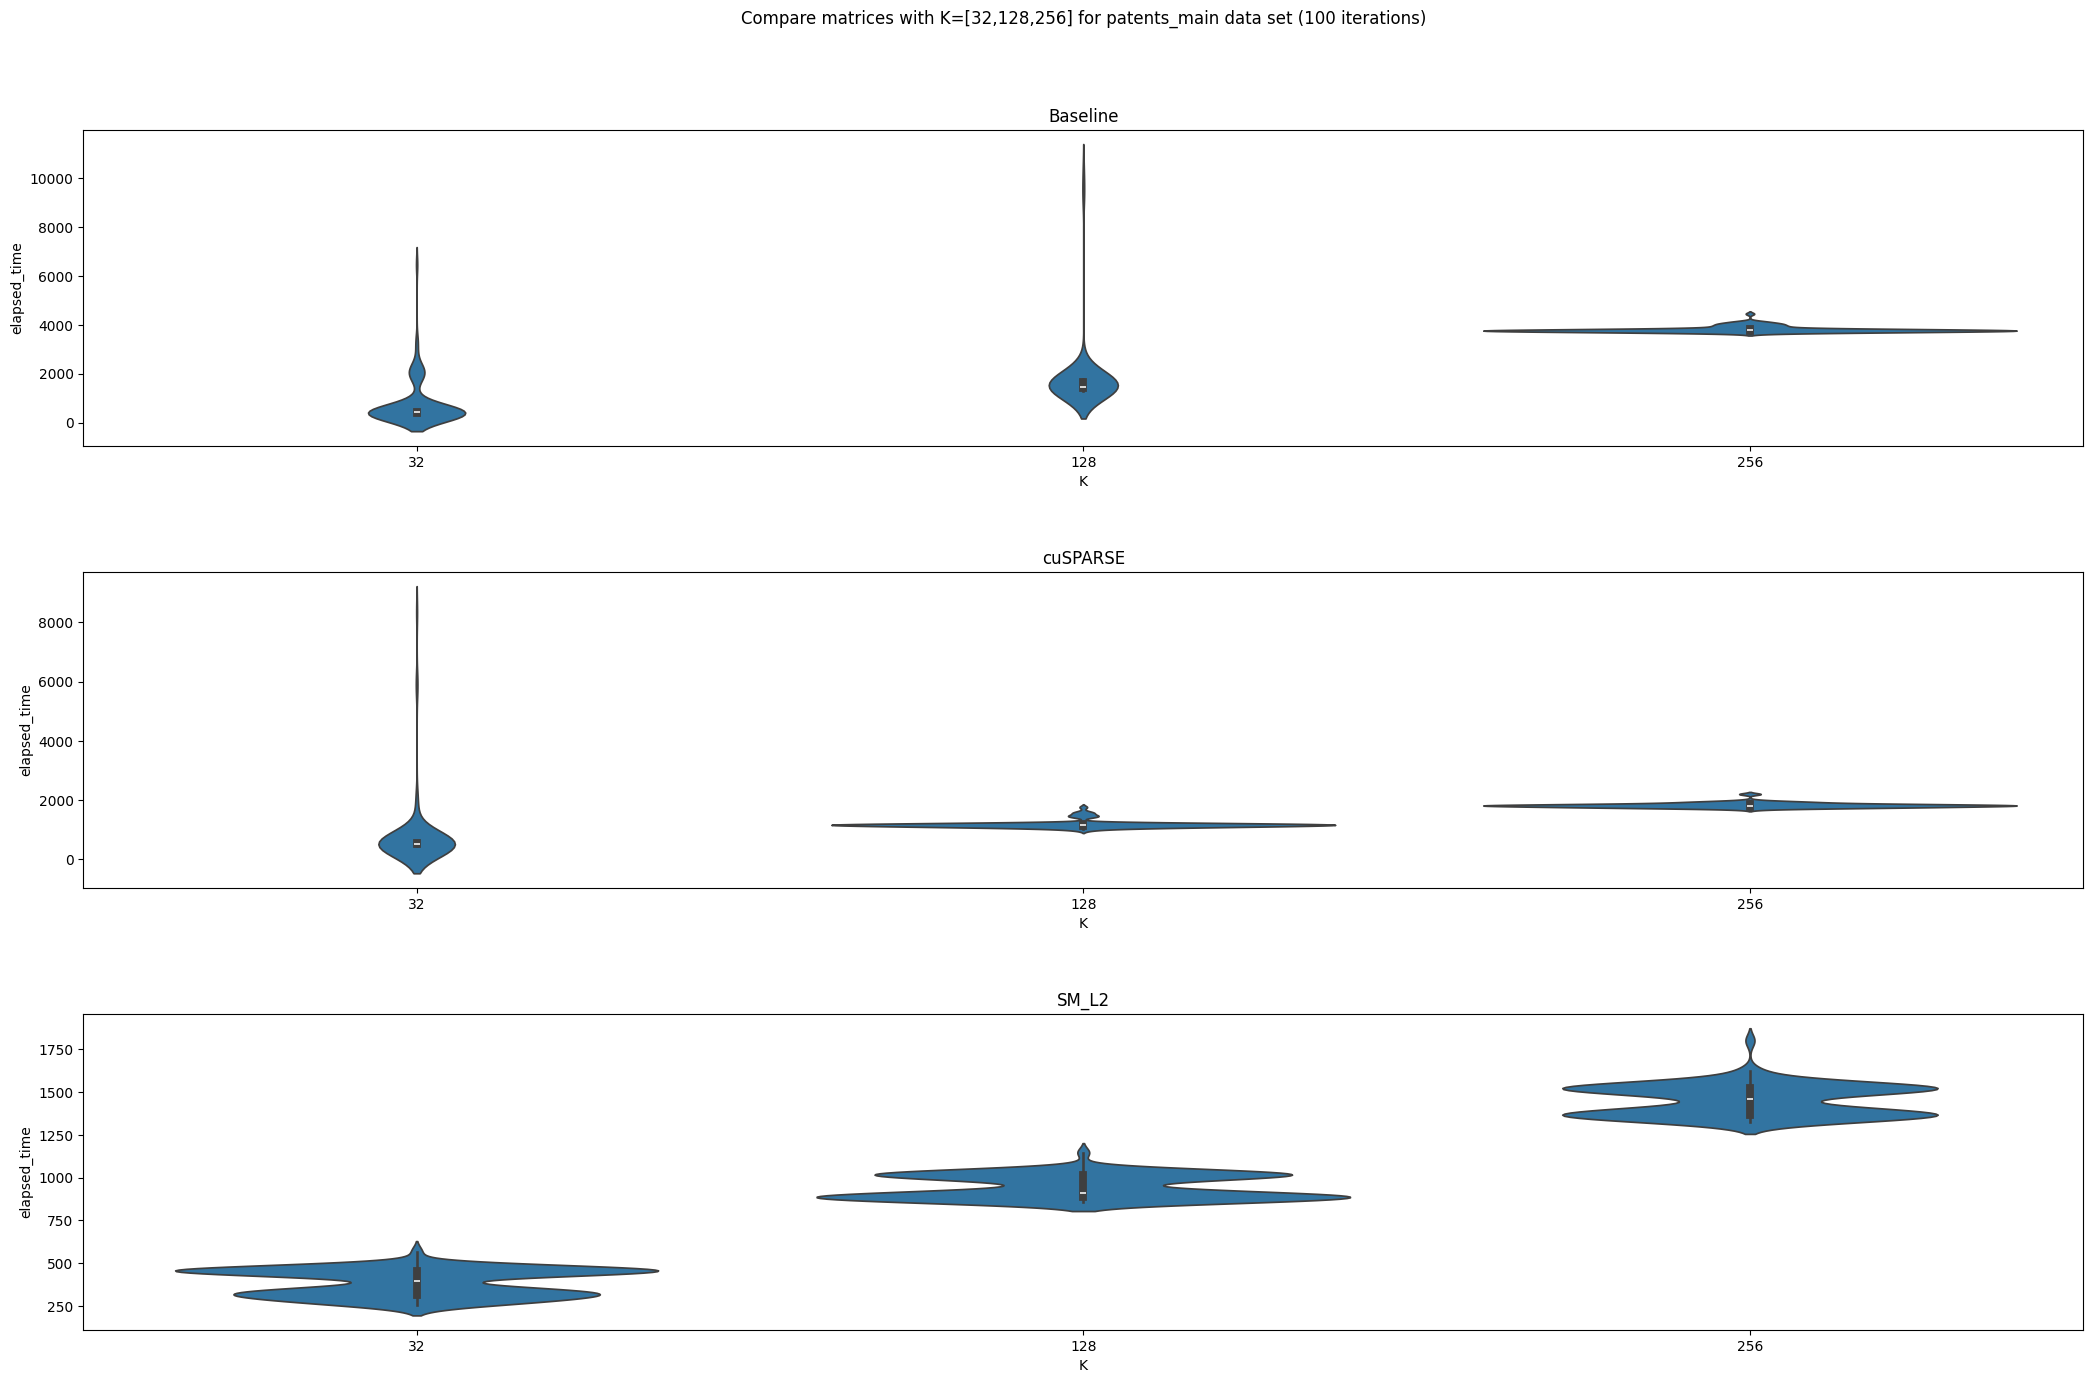 Compare matrices with K=[32,128,256] for patents_main data set (100 iterations)
Baseline
elapsed_time
10000
8000
6000
4000
2000
0
32 128 256
K
cuSPARSE
elapsed_time
8000
6000
4000
2000
0
32 128 256
K
SM_L2
elapsed_time
1750
1500
1250
1000
750
500
250
32 128 256
K